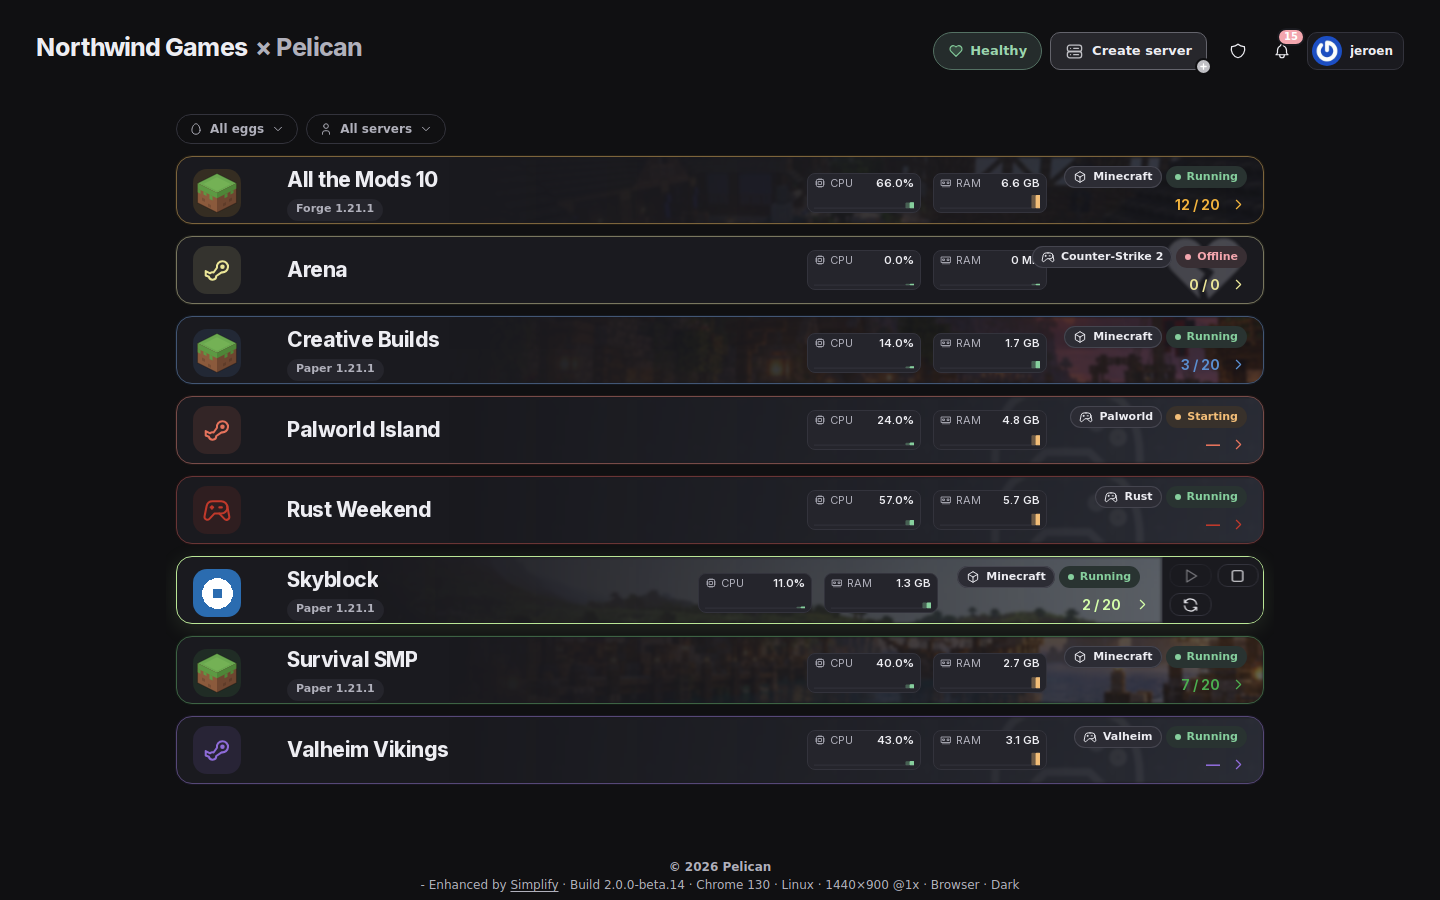 Northwind Games × Pelican
Healthy
Create server
15
jeroen
All eggs
All servers
All the Mods 10
Forge 1.21.1
CPU 66.0%
RAM 6.6 GB
Minecraft
Running
12 / 20
Arena
CPU 0.0%
RAM 0 M
Counter-Strike 2
Offline
0 / 0
Creative Builds
Paper 1.21.1
CPU 14.0%
RAM 1.7 GB
Minecraft
Running
3 / 20
Palworld Island
CPU 24.0%
RAM 4.8 GB
Palworld
Starting
—
Rust Weekend
CPU 57.0%
RAM 5.7 GB
Rust
Running
—
Skyblock
Paper 1.21.1
CPU 11.0%
RAM 1.3 GB
Minecraft
Running
2 / 20
Survival SMP
Paper 1.21.1
CPU 40.0%
RAM 2.7 GB
Minecraft
Running
7 / 20
Valheim Vikings
CPU 43.0%
RAM 3.1 GB
Valheim
Running
—
© 2026 Pelican
- Enhanced by Simplify · Build 2.0.0-beta.14 · Chrome 130 · Linux · 1440×900 @1x · Browser · Dark